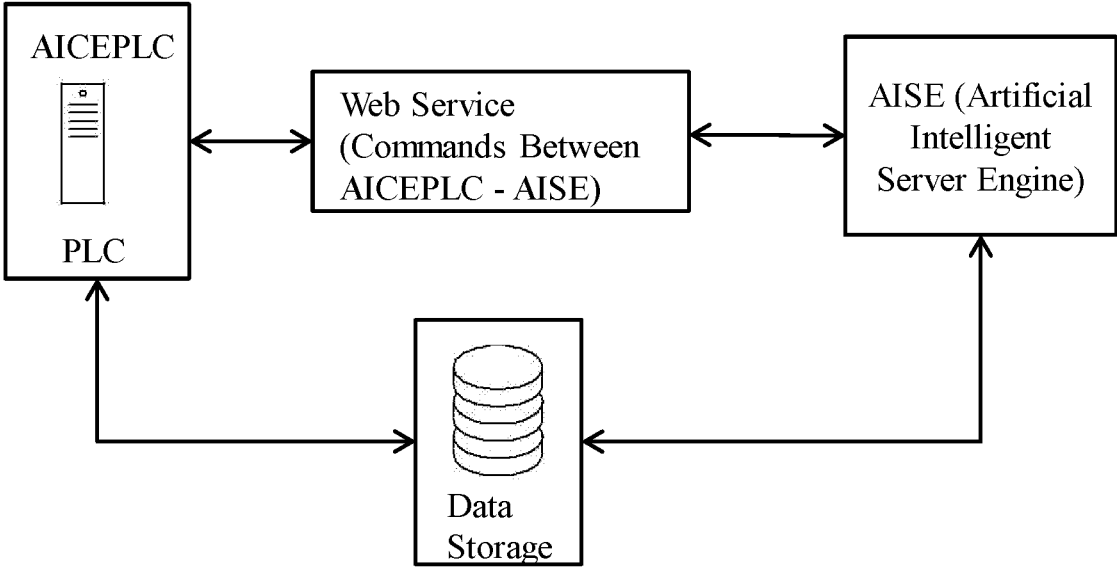 AICEPLC
PLC
Web Service
(Commands Between
AICEPLC - AISE)
AISE (Artificial
Intelligent
Server Engine)
Data
Storage